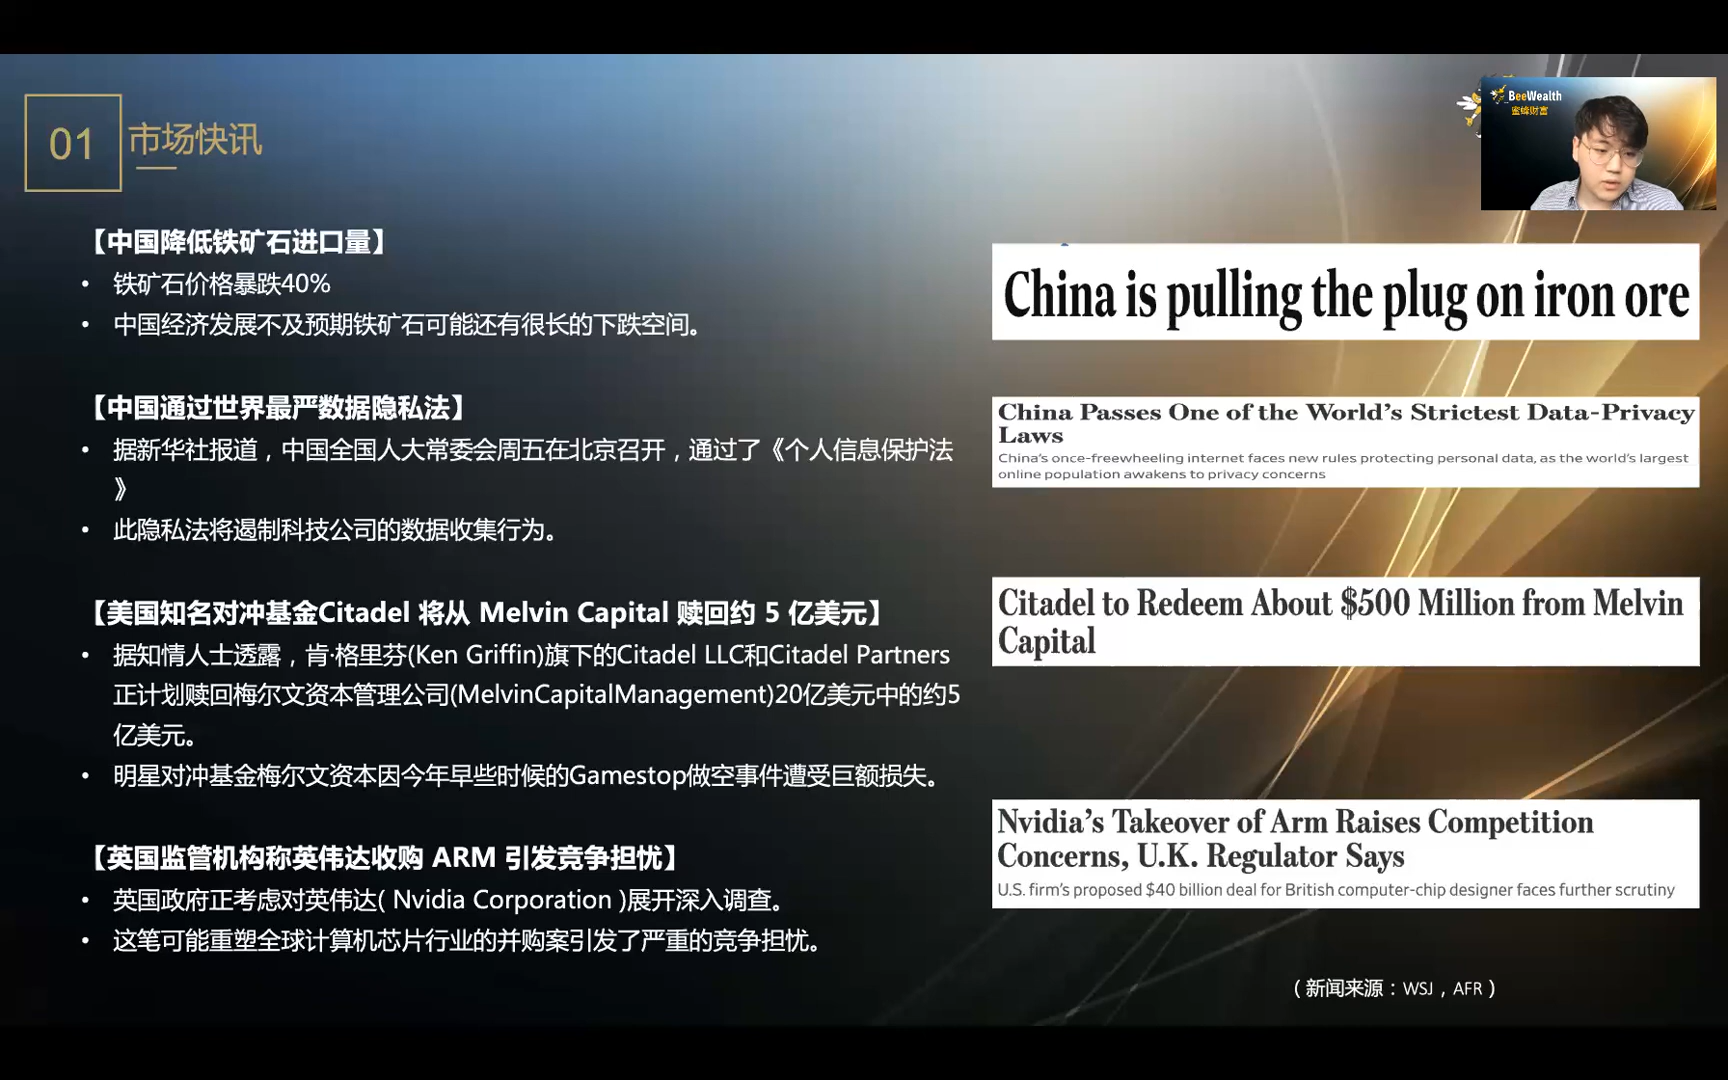 01 市场快讯
BeeWealth
蜜蜂财富
【中国降低铁矿石进口量】
• 铁矿石价格暴跌40%
• 中国经济发展不及预期铁矿石可能还有很长的下跌空间。
China is pulling the plug on iron ore
【中国通过世界最严数据隐私法】
• 据新华社报道，中国全国人大常委会周五在北京召开，通过了《个人信息保护法
》
• 此隐私法将遏制科技公司的数据收集行为。
China Passes One of the World's Strictest Data-Privacy
Laws
China's once-freewheeling internet faces new rules protecting personal data, as the world's largest
online population awakens to privacy concerns
【美国知名对冲基金Citadel 将从 Melvin Capital 赎回约 5 亿美元】
• 据知情人士透露，肯·格里芬(Ken Griffin)旗下的Citadel LLC和Citadel Partners
正计划赎回梅尔文资本管理公司(MelvinCapitalManagement)20亿美元中的约5
亿美元。
• 明星对冲基金梅尔文资本因今年早些时候的Gamestop做空事件遭受巨额损失。
Citadel to Redeem About $500 Million from Melvin
Capital
【英国监管机构称英伟达收购 ARM 引发竞争担忧】
• 英国政府正考虑对英伟达( Nvidia Corporation )展开深入调查。
• 这笔可能重塑全球计算机芯片行业的并购案引发了严重的竞争担忧。
Nvidia's Takeover of Arm Raises Competition
Concerns, U.K. Regulator Says
U.S. firm's proposed $40 billion deal for British computer-chip designer faces further scrutiny
（新闻来源：WSJ，AFR）